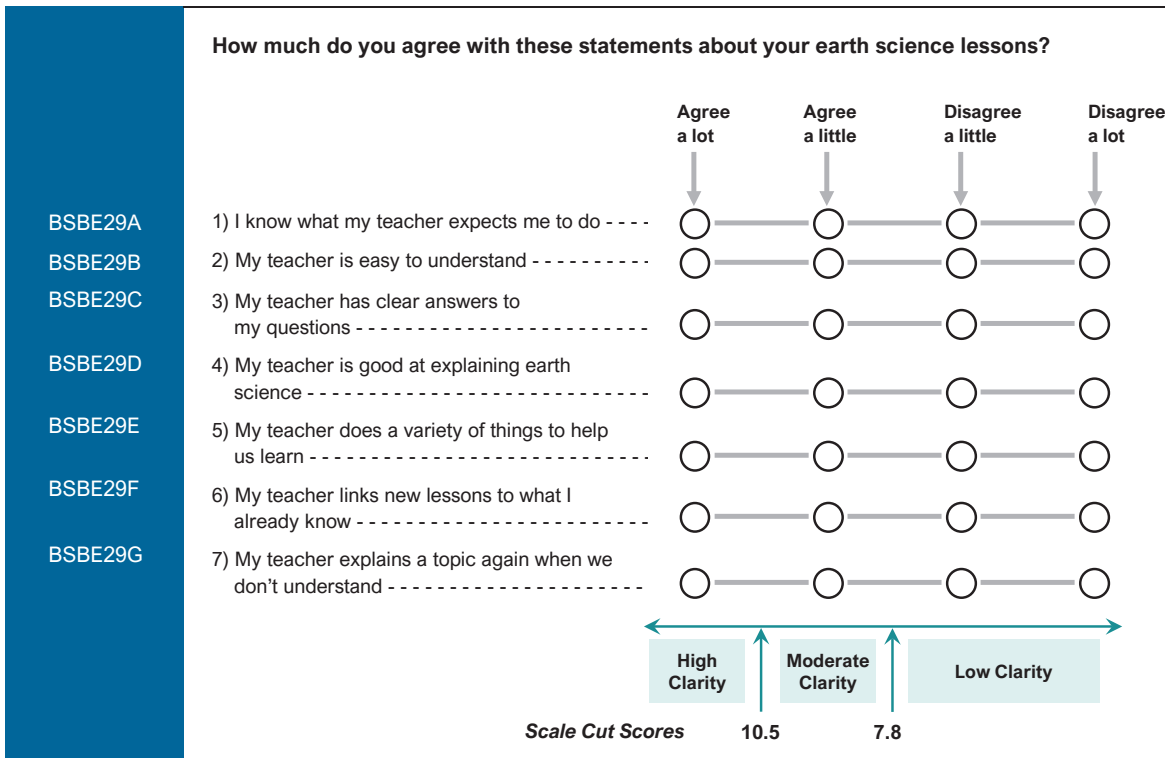 How much do you agree with these statements about your earth science lessons?
Agree a lot
Agree a little
Disagree a little
Disagree a lot
BSBE29A 1) I know what my teacher expects me to do - - - -
BSBE29B 2) My teacher is easy to understand - - - - - - - - - -
BSBE29C 3) My teacher has clear answers to
my questions - - - - - - - - - - - - - - - - - - - - - - - - -
BSBE29D 4) My teacher is good at explaining earth
science - - - - - - - - - - - - - - - - - - - - - - - - - - - - -
BSBE29E 5) My teacher does a variety of things to help
us learn - - - - - - - - - - - - - - - - - - - - - - - - - - - - -
BSBE29F 6) My teacher links new lessons to what I
already know - - - - - - - - - - - - - - - - - - - - - - - - -
BSBE29G 7) My teacher explains a topic again when we
don’t understand - - - - - - - - - - - - - - - - - - - - - -
High Clarity
Moderate Clarity
Low Clarity
Scale Cut Scores 10.5 7.8